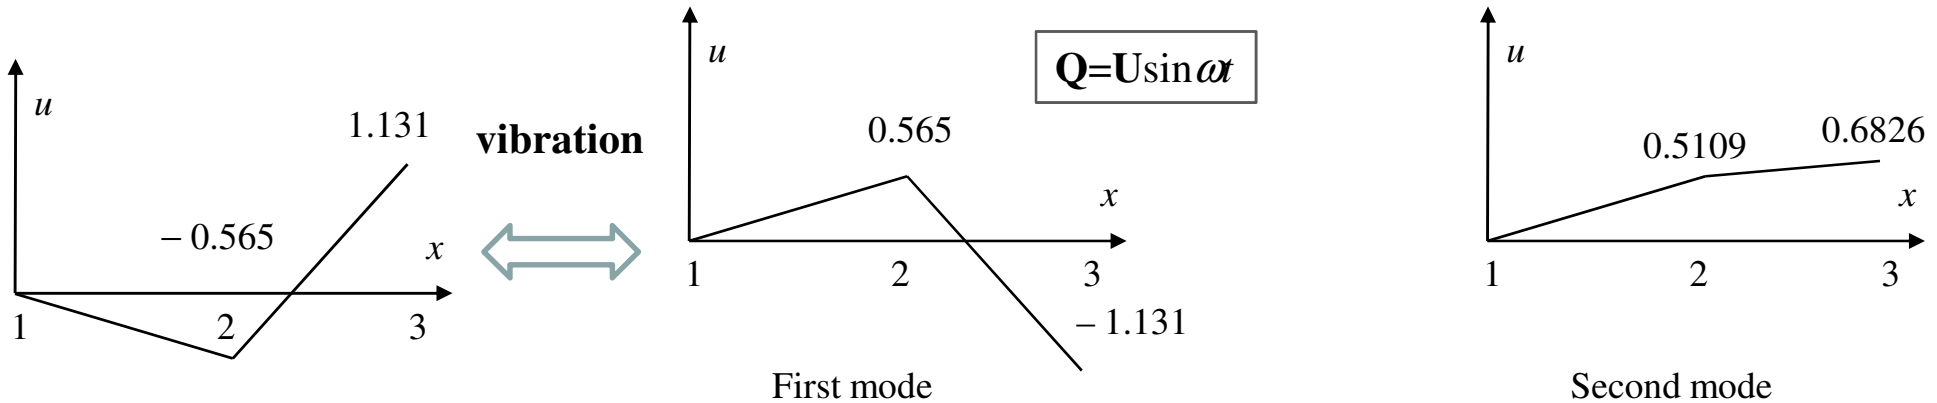 u
1.131
– 0.565
x
1
2
3
vibration
u
Q=Usinωt
0.565
x
1
2
3
– 1.131
First mode
u
0.5109
0.6826
x
1
2
3
Second mode